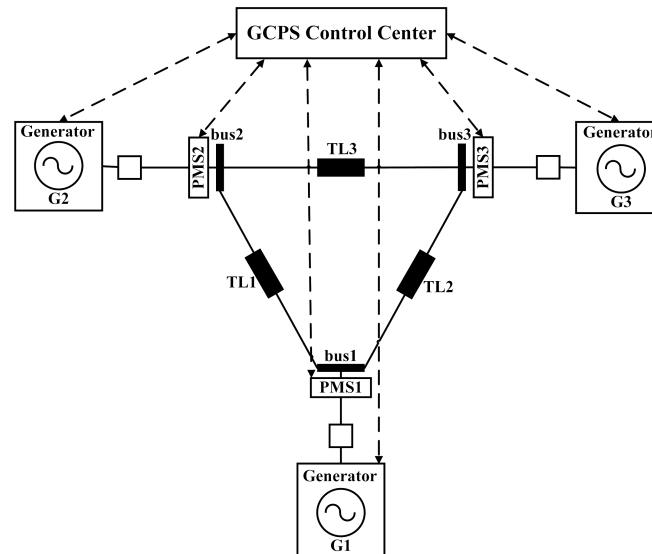 GCPS Control Center
Generator
G2
PMS2
bus2
TL3
bus3
PMS3
Generator
G3
TL1
TL2
bus1
PMS1
Generator
G1